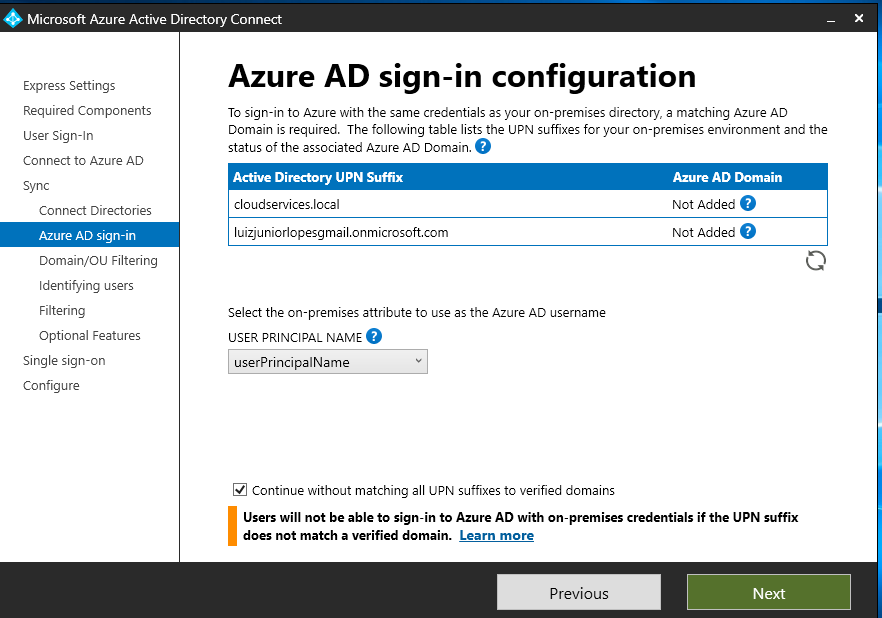 Microsoft Azure Active Directory Connect
Express Settings
Required Components
User Sign-In
Connect to Azure AD
Sync
Connect Directories
Azure AD sign-in
Domain/OU Filtering
Identifying users
Filtering
Optional Features
Single sign-on
Configure
Azure AD sign-in configuration
To sign-in to Azure with the same credentials as your on-premises directory, a matching Azure AD
Domain is required. The following table lists the UPN suffixes for your on-premises environment and the
status of the associated Azure AD Domain. ?
Active Directory UPN Suffix Azure AD Domain
cloudservices.local Not Added ?
luizjuniorlopesgmail.onmicrosoft.com Not Added ?
Select the on-premises attribute to use as the Azure AD username
USER PRINCIPAL NAME ?
userPrincipalName
Continue without matching all UPN suffixes to verified domains
Users will not be able to sign-in to Azure AD with on-premises credentials if the UPN suffix
does not match a verified domain. Learn more
Previous Next